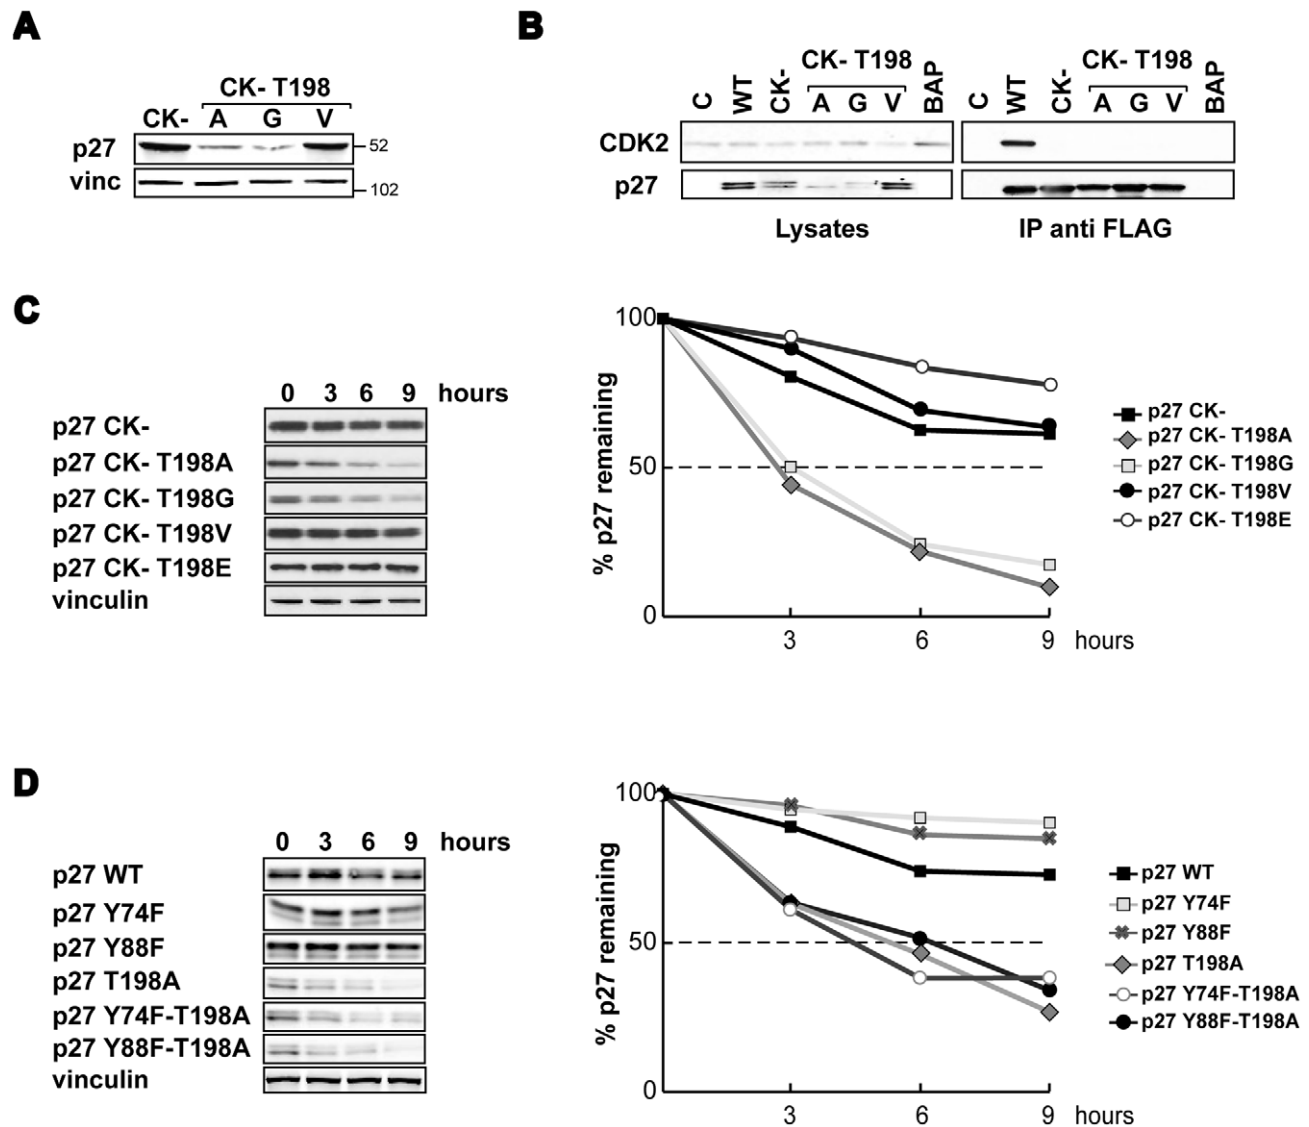 A
CK- T198
CK- A G V
p27
52
vinc
102
B
CK- T198 CK- T198
C WT CK- A G V BAP C WT CK- A G V BAP
CDK2
p27
Lysates IP anti FLAG
C
0 3 6 9 hours
p27 CK-
p27 CK- T198A
p27 CK- T198G
p27 CK- T198V
p27 CK- T198E
vinculin
% p27 remaining
100
50
0
3 6 9 hours
p27 CK-
p27 CK- T198A
p27 CK- T198G
p27 CK- T198V
p27 CK- T198E
D
0 3 6 9 hours
p27 WT
p27 Y74F
p27 Y88F
p27 T198A
p27 Y74F-T198A
p27 Y88F-T198A
vinculin
% p27 remaining
100
50
0
3 6 9 hours
p27 WT
p27 Y74F
p27 Y88F
p27 T198A
p27 Y74F-T198A
p27 Y88F-T198A